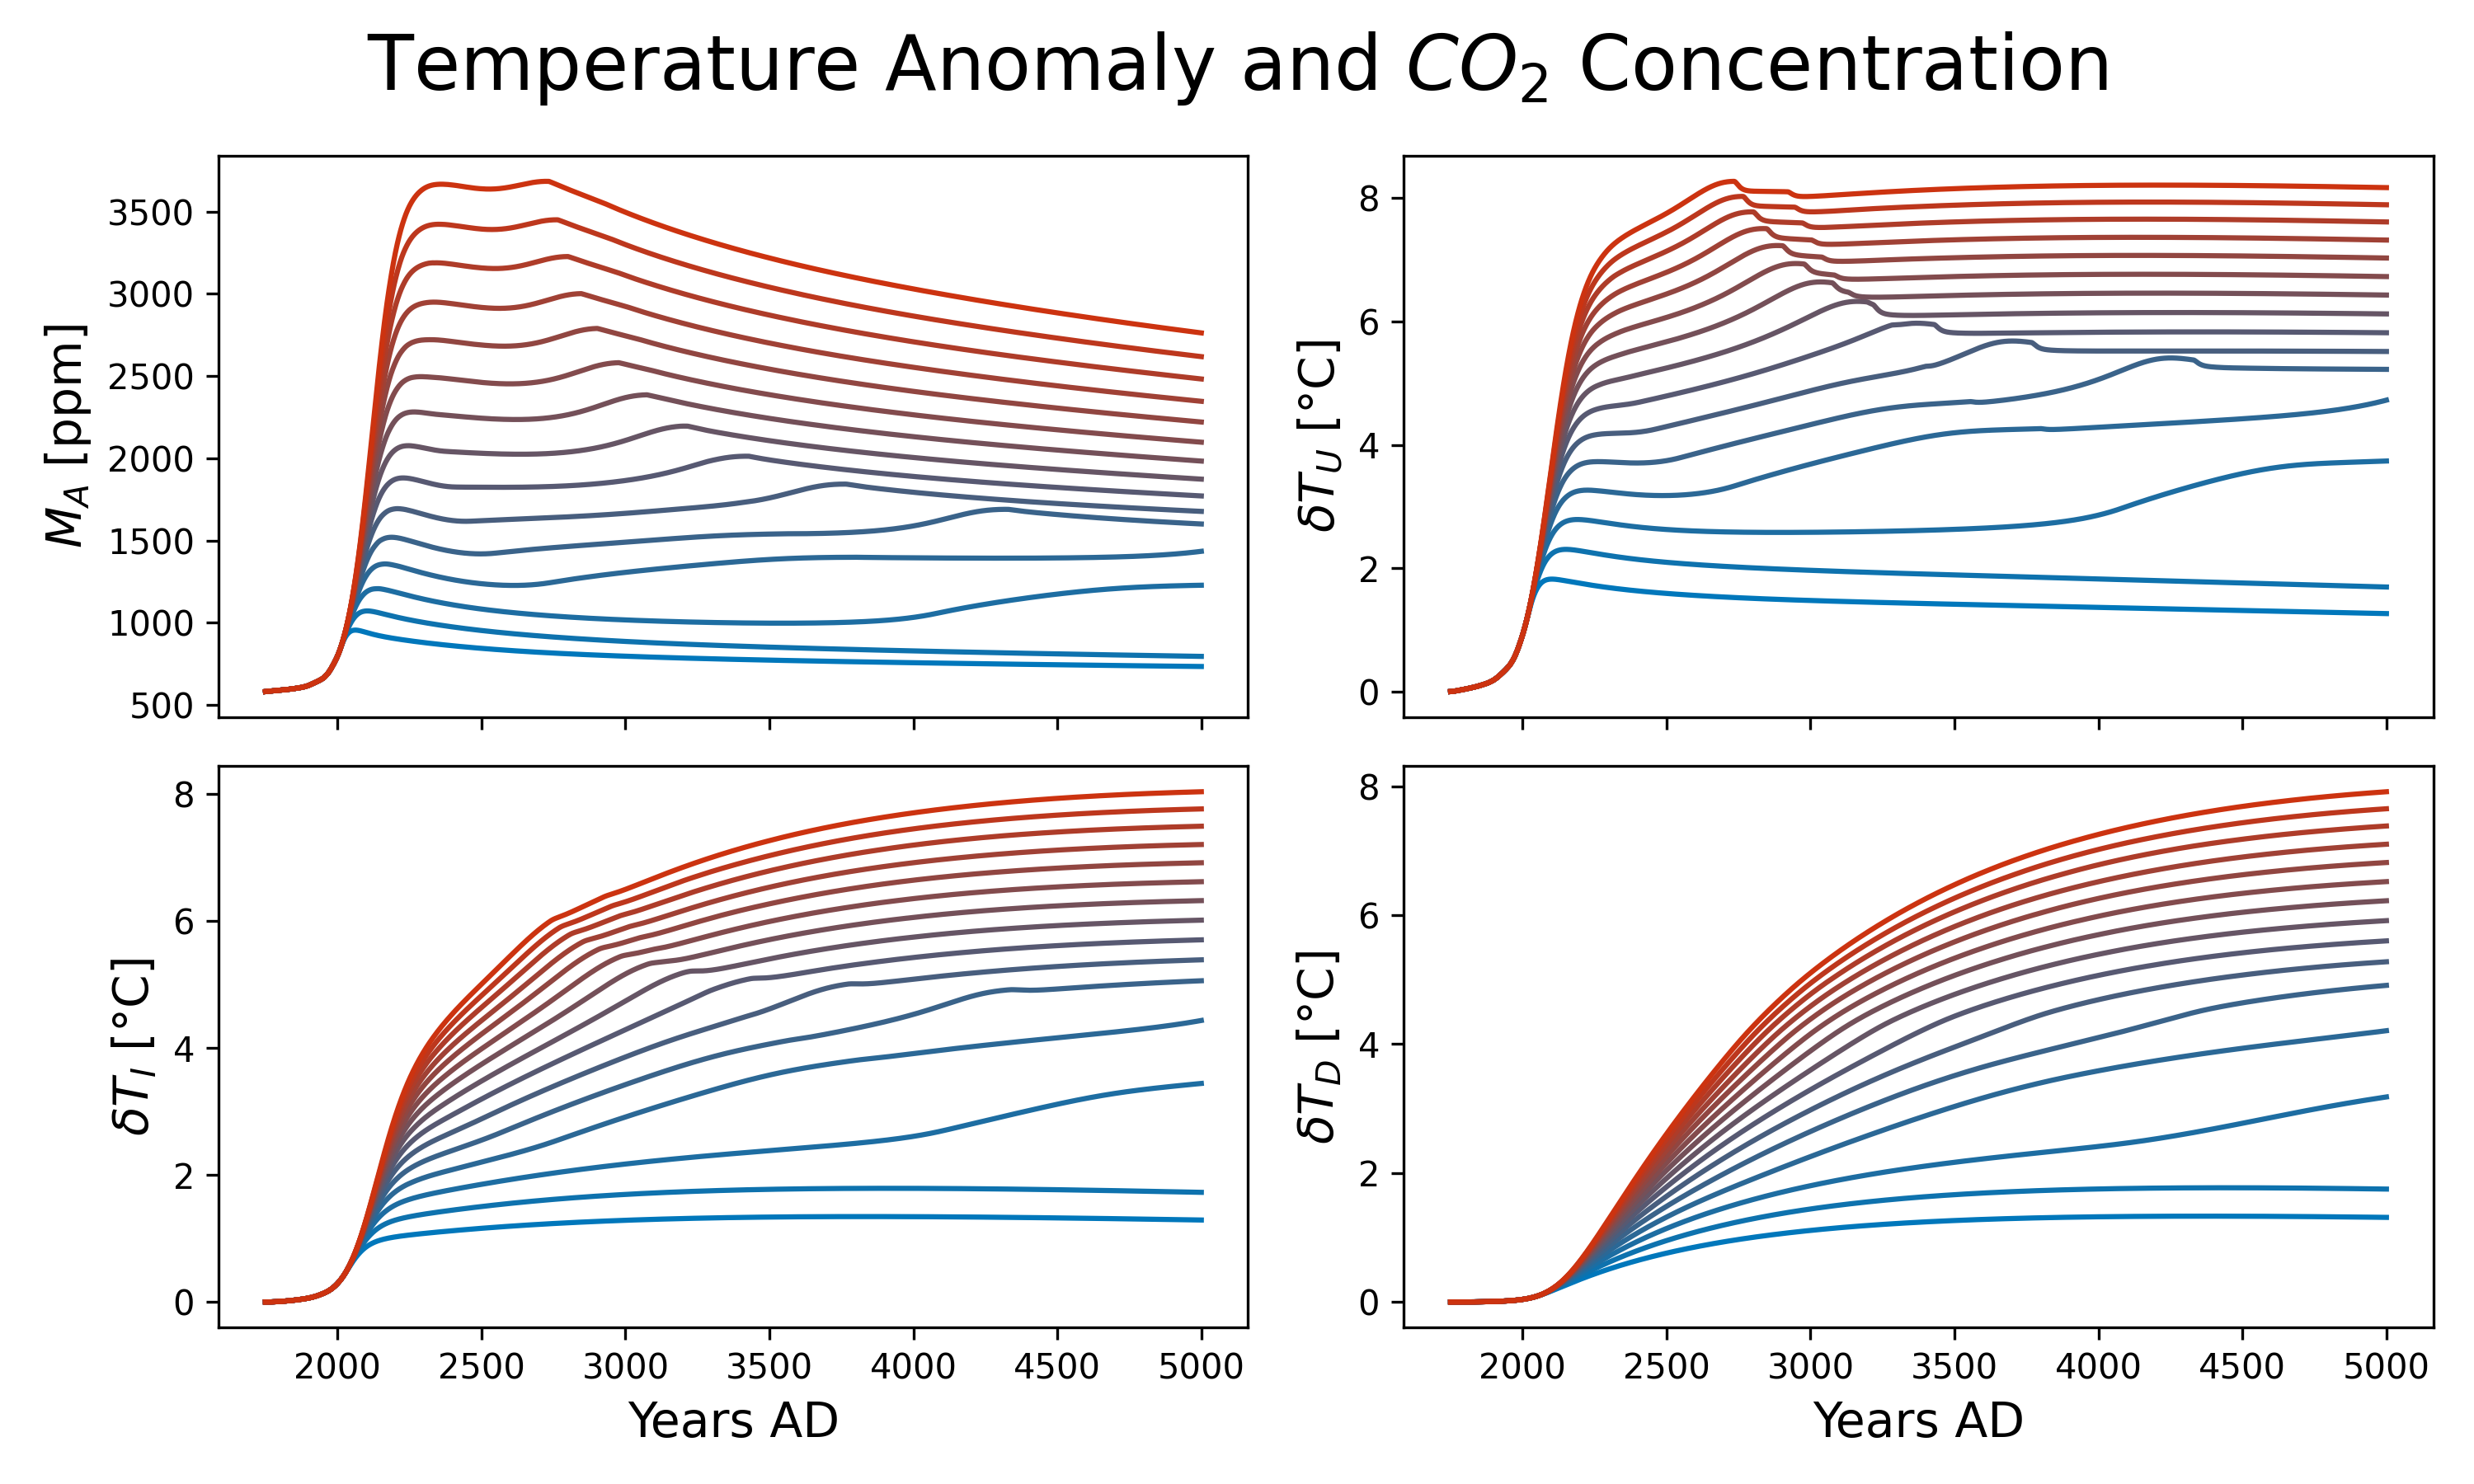 Temperature Anomaly and CO₂ Concentration
M_A [ppm]
3500
3000
2500
2000
1500
1000
500
δT_U [°C]
8
6
4
2
0
δT_I [°C]
8
6
4
2
0
2000 2500 3000 3500 4000 4500 5000
Years AD
δT_D [°C]
8
6
4
2
0
2000 2500 3000 3500 4000 4500 5000
Years AD